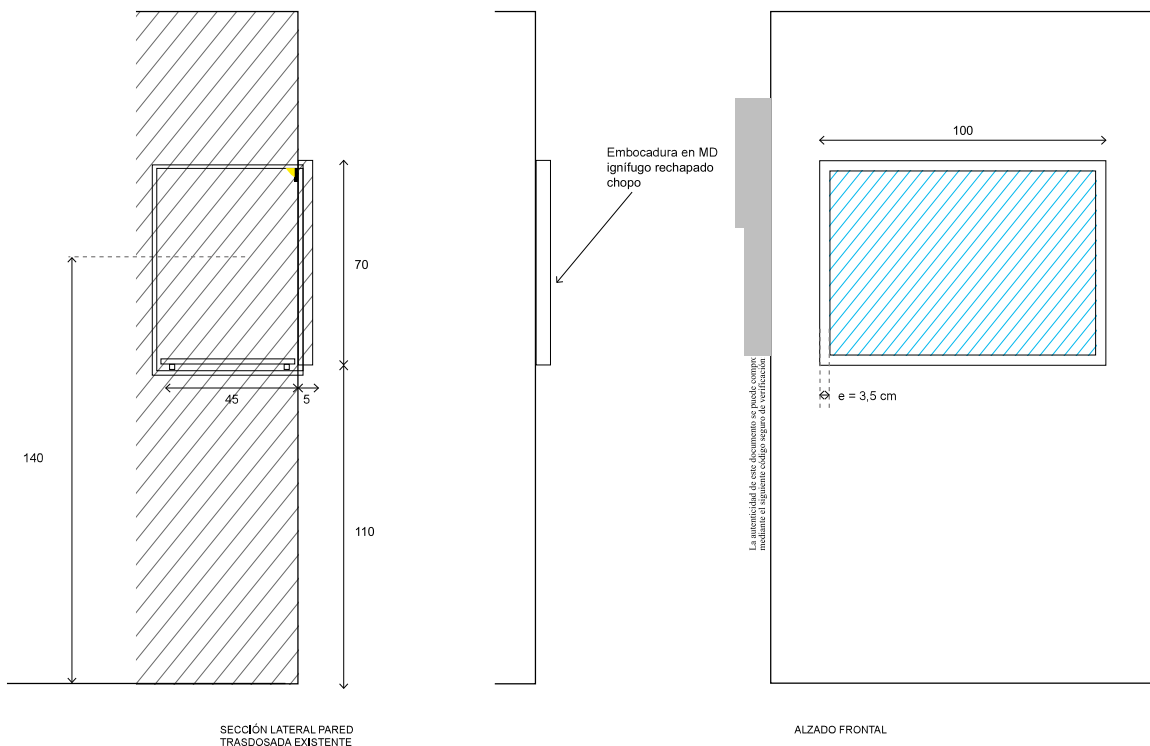 100
Embocadura en MD
ignífugo rechapado
chopo
70
45
5
e = 3,5 cm
140
110
La autenticidad de este documento se puede compro
mediante el siguiente código seguro de verificación
SECCIÓN LATERAL PARED
TRASDOSADA EXISTENTE
ALZADO FRONTAL